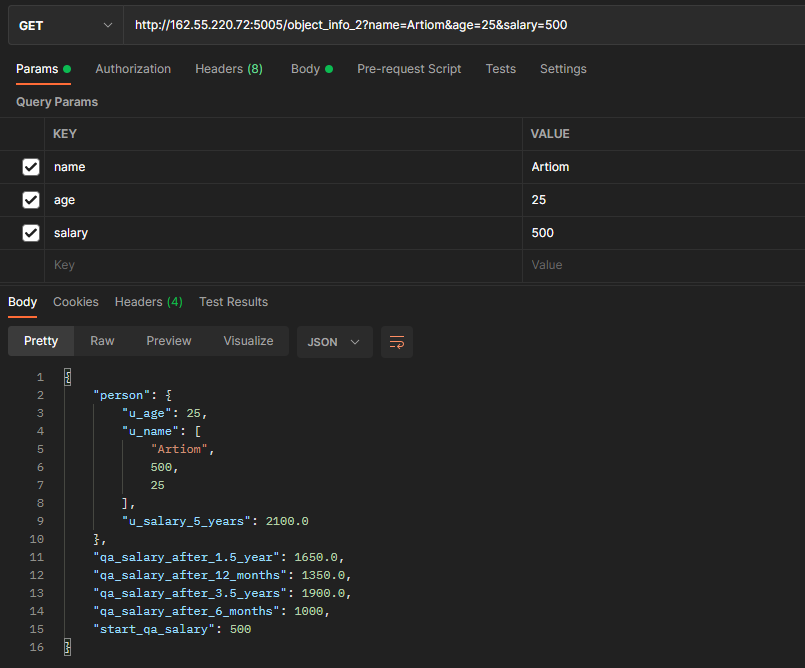 GET http://162.55.220.72:5005/object_info_2?name=Artiom&age=25&salary=500
Params Authorization Headers (8) Body Pre-request Script Tests Settings
Query Params
KEY VALUE
name Artiom
age 25
salary 500
Key Value
Body Cookies Headers (4) Test Results
Pretty Raw Preview Visualize JSON
1 {
2 "person": {
3 "u_age": 25,
4 "u_name": [
5 "Artiom",
6 500,
7 25
8 ],
9 "u_salary_5_years": 2100.0
10 },
11 "qa_salary_after_1.5_year": 1650.0,
12 "qa_salary_after_12_months": 1350.0,
13 "qa_salary_after_3.5_years": 1900.0,
14 "qa_salary_after_6_months": 1000,
15 "start_qa_salary": 500
16 }